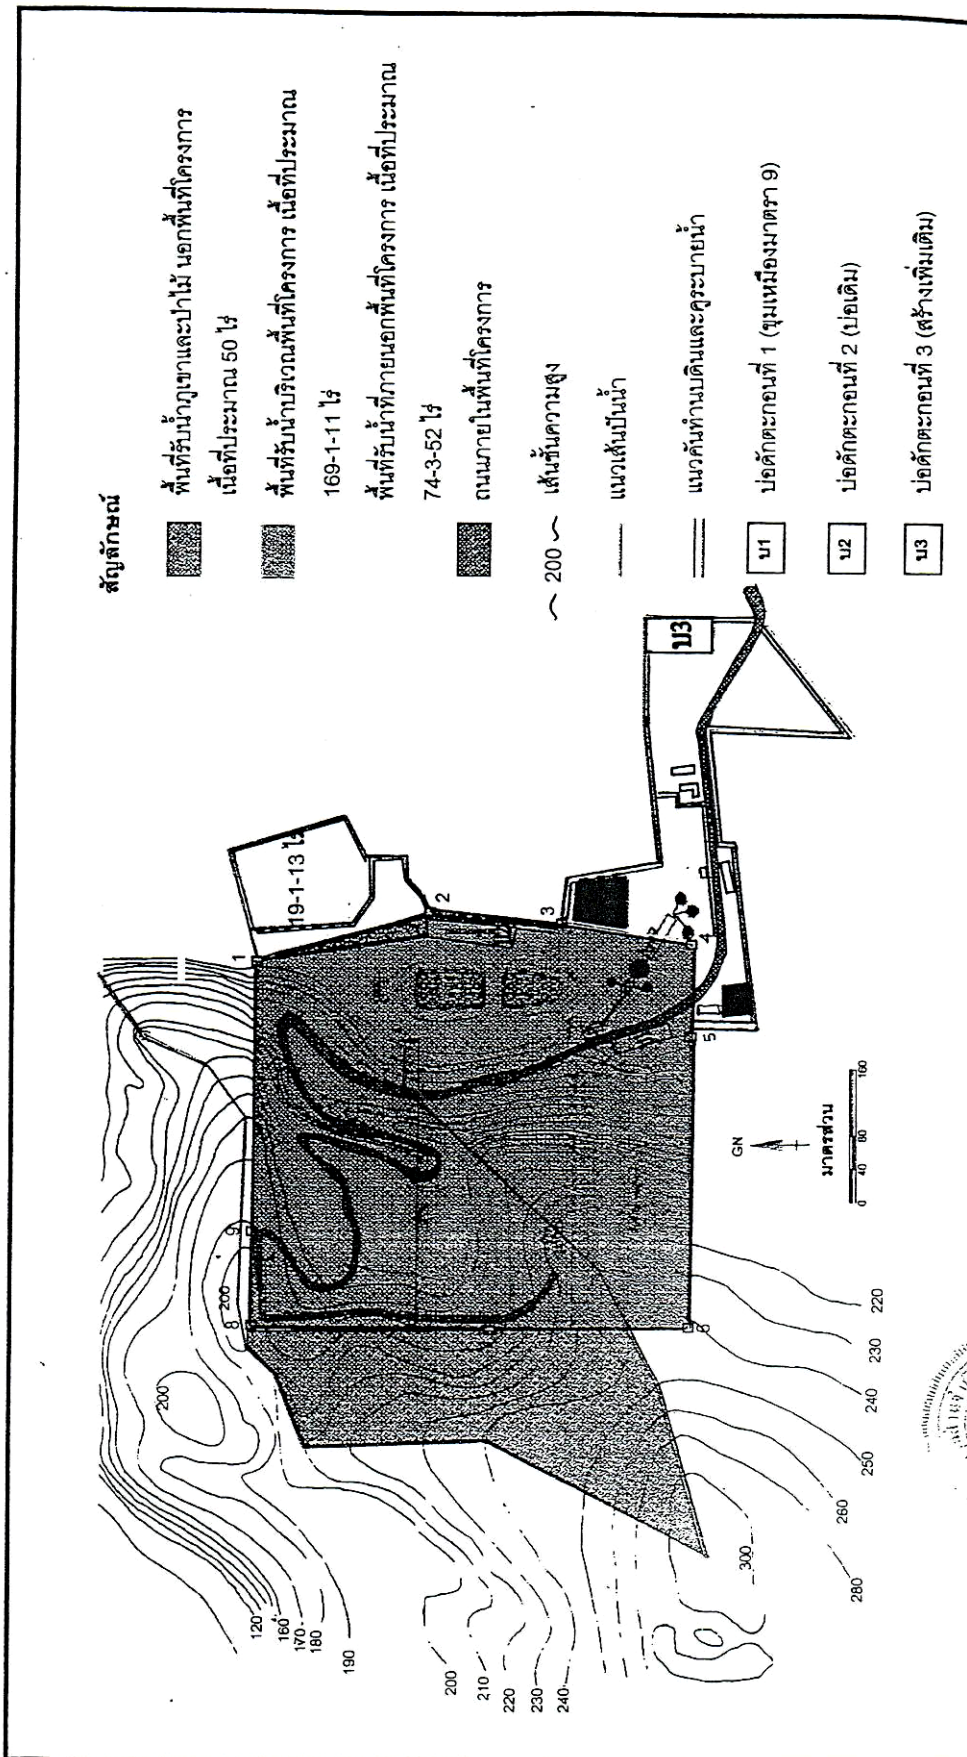 สัญลักษณ์
พื้นที่รับน้ำภูเขาและป่าไม้ นอกพื้นที่โครงการ
เนื้อที่ประมาณ 50 ไร่
พื้นที่รับน้ำบริเวณพื้นที่โครงการ เนื้อที่ประมาณ
169-1-11 ไร่
พื้นที่รับน้ำที่ภายนอกพื้นที่โครงการ เนื้อที่ประมาณ
74-3-52 ไร่
ถนนภายในพื้นที่โครงการ
200 เส้นชั้นความสูง
แนวเส้นปันน้ำ
แนวคันทำนบดินและคูระบายน้ำ
บ1 บ่อดักตะกอนที่ 1 (ขุมเหมืองมาตรา 9)
บ2 บ่อดักตะกอนที่ 2 (บ่อเดิม)
บ3 บ่อดักตะกอนที่ 3 (สร้างเพิ่มเติม)
19-1-13 ไร่
บ3
1
2
3
4
5
6
8
9
200
200
120
160
170
180
190
200
210
220
230
240
300
280
260
250
240
230
220
GN
มาตราส่วน
0 40 80 160